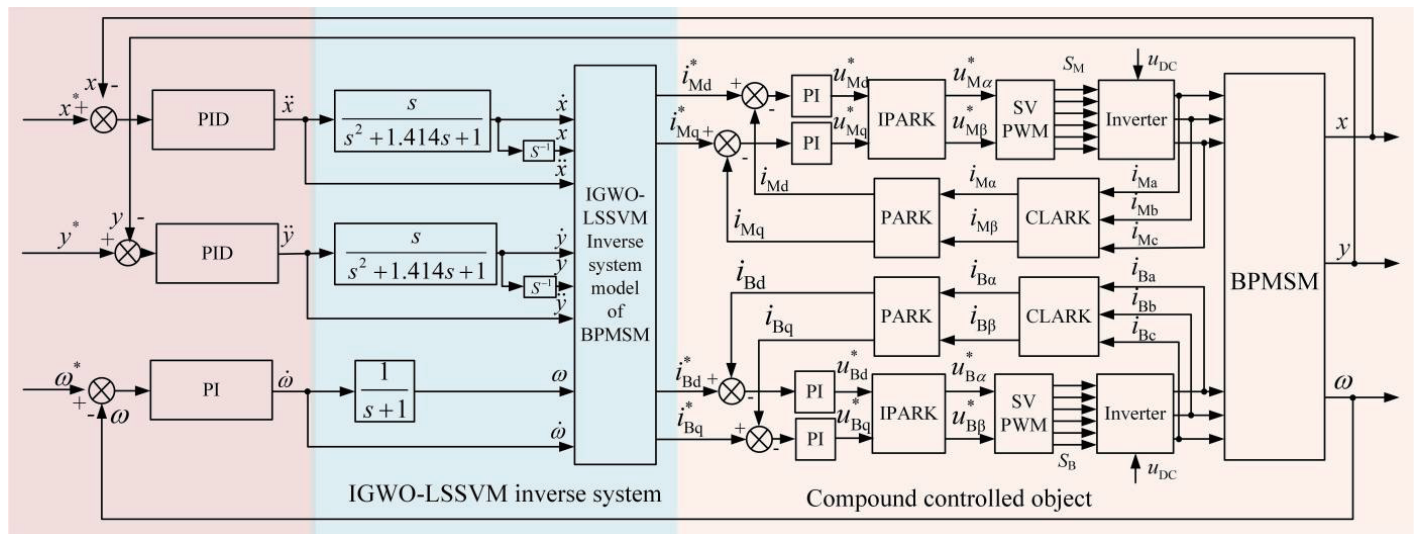 x
-
x*
+
PID
ẍ
s
s²+1.414s+1
ẋ
x
S⁻¹
ẍ
y
-
y*
+
PID
ÿ
s
s²+1.414s+1
ẏ
y
S⁻¹
ÿ
ω*
+
-
ω
PI
ω̇
1
s+1
ω
ω̇
IGWO-
LSSVM
Inverse
system
model
of
BPMSM
IGWO-LSSVM inverse system
i*Md
+
-
PI
u*Md
i*Mq
+
-
PI
u*Mq
IPARK
u*Mα
u*Mβ
SV
PWM
SM
Inverter
uDC
iMd
iMq
PARK
iMα
iMβ
CLARK
iMa
iMb
iMc
iBd
iBq
PARK
iBα
iBβ
CLARK
iBa
iBb
iBc
i*Bd
+
-
PI
u*Bd
i*Bq
+
-
PI
u*Bq
IPARK
u*Bα
u*Bβ
SV
PWM
SB
Inverter
uDC
BPMSM
x
y
ω
Compound controlled object